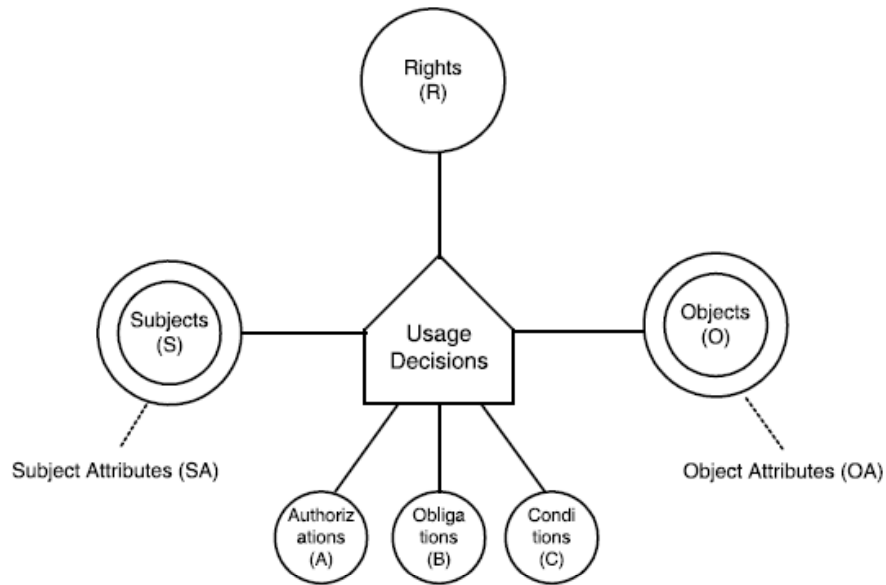 Rights
(R)
Subjects
(S)
Objects
(O)
Usage
Decisions
Subject Attributes (SA)
Object Attributes (OA)
Authoriz
ations
(A)
Obliga
tions
(B)
Condi
tions
(C)